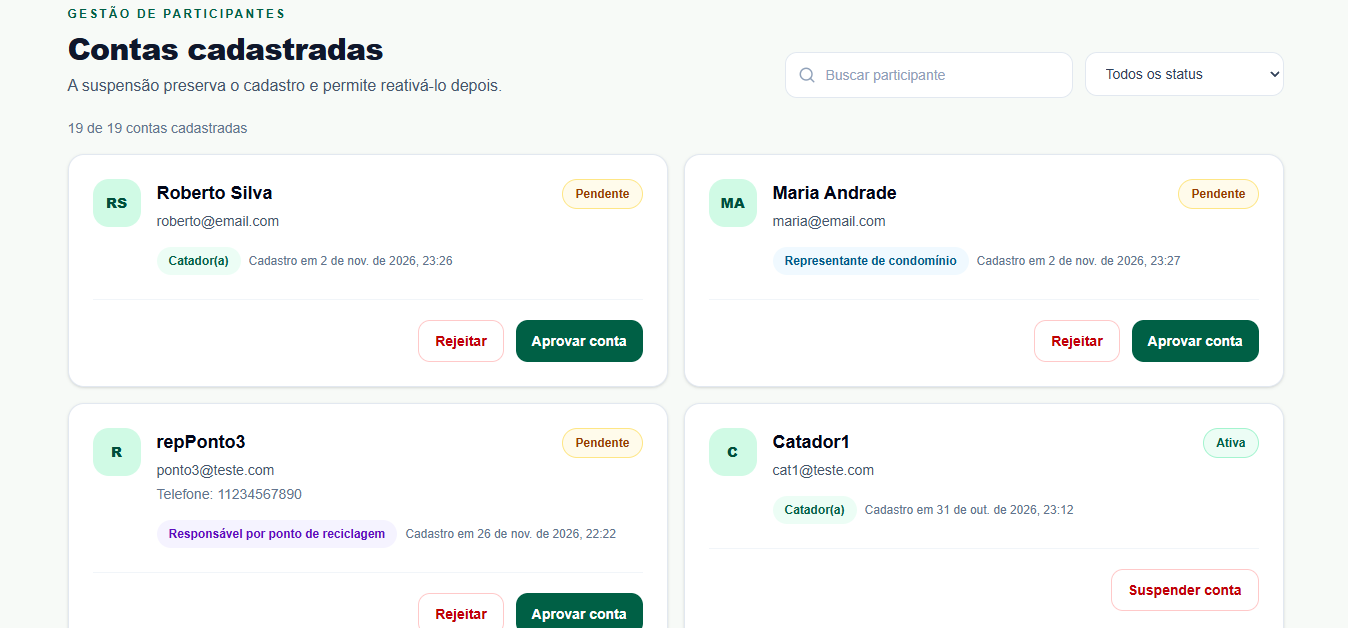 GESTÃO DE PARTICIPANTES
Contas cadastradas
A suspensão preserva o cadastro e permite reativá-lo depois.
Buscar participante
Todos os status
19 de 19 contas cadastradas
RS
Roberto Silva
Pendente
roberto@email.com
Catador(a)
Cadastro em 2 de nov. de 2026, 23:26
Rejeitar
Aprovar conta
MA
Maria Andrade
Pendente
maria@email.com
Representante de condomínio
Cadastro em 2 de nov. de 2026, 23:27
Rejeitar
Aprovar conta
R
repPonto3
Pendente
ponto3@teste.com
Telefone: 11234567890
Responsável por ponto de reciclagem
Cadastro em 26 de nov. de 2026, 22:22
Rejeitar
Aprovar conta
C
Catador1
Ativa
cat1@teste.com
Catador(a)
Cadastro em 31 de out. de 2026, 23:12
Suspender conta